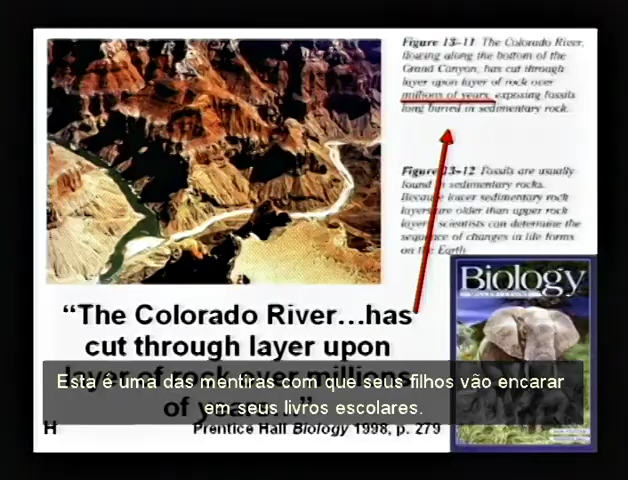 Figure 13–11 The Colorado River,
flowing along the bottom of the
Grand Canyon, has cut through
layer upon layer of rock over
millions of years, exposing fossils
long buried in sedimentary rock.
Figure 13–12 Fossils are usually
found in sedimentary rocks.
Because lower sedimentary rock
layers are older than upper rock
layers, scientists can determine the
sequence of changes in life forms
on Earth
Biology
“The Colorado River…has
cut through layer upon
layer of rock over millions
of years…”
Esta ê uma das mentiras com que seus filhos vão encarar
em seus livros escolares.
H
Prentice Hall Biology 1998, p. 279